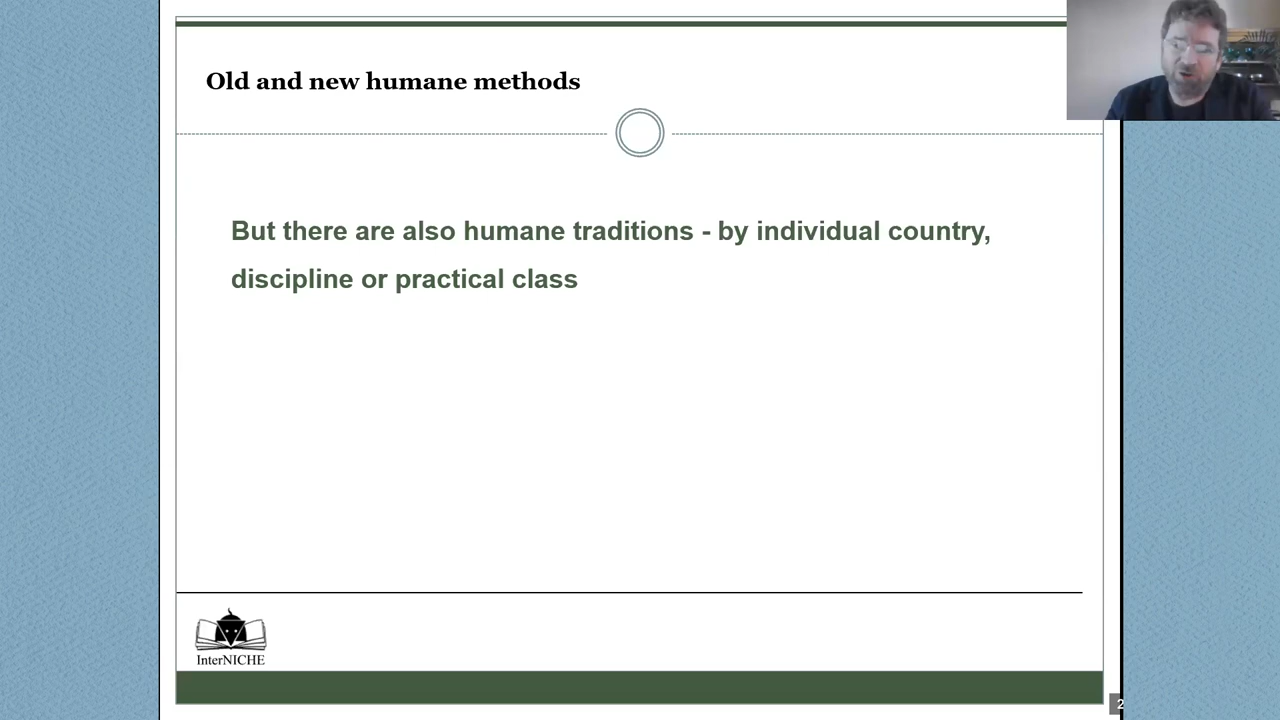 Old and new humane methods
But there are also humane traditions - by individual country,
discipline or practical class
InterNICHE
2